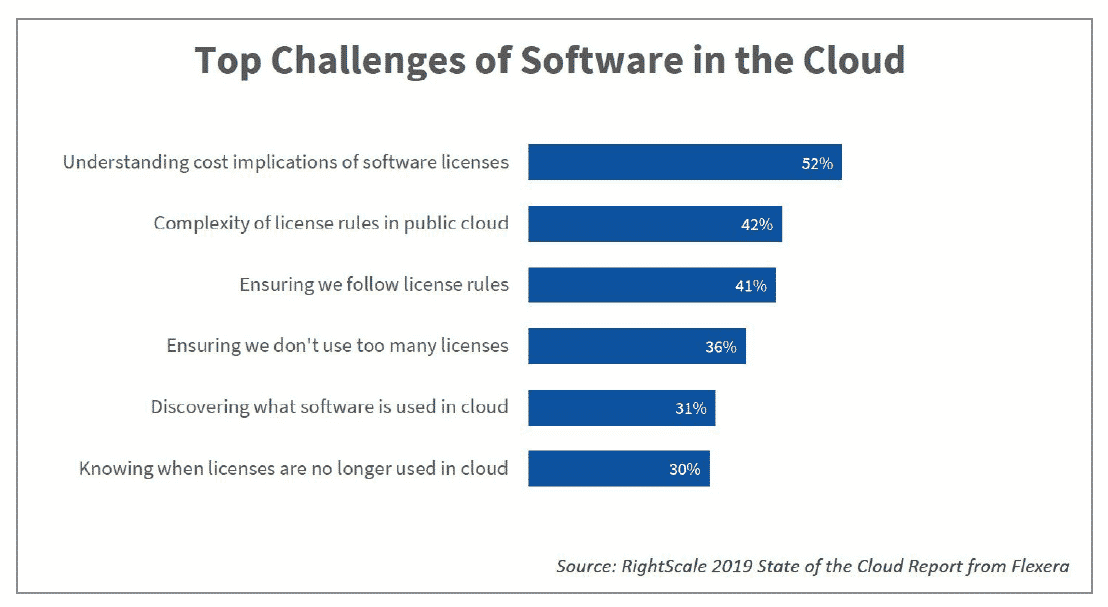 Top Challenges of Software in the Cloud
Understanding cost implications of software licenses 52%
Complexity of license rules in public cloud 42%
Ensuring we follow license rules 41%
Ensuring we don't use too many licenses 36%
Discovering what software is used in cloud 31%
Knowing when licenses are no longer used in cloud 30%
Source: RightScale 2019 State of the Cloud Report from Flexera